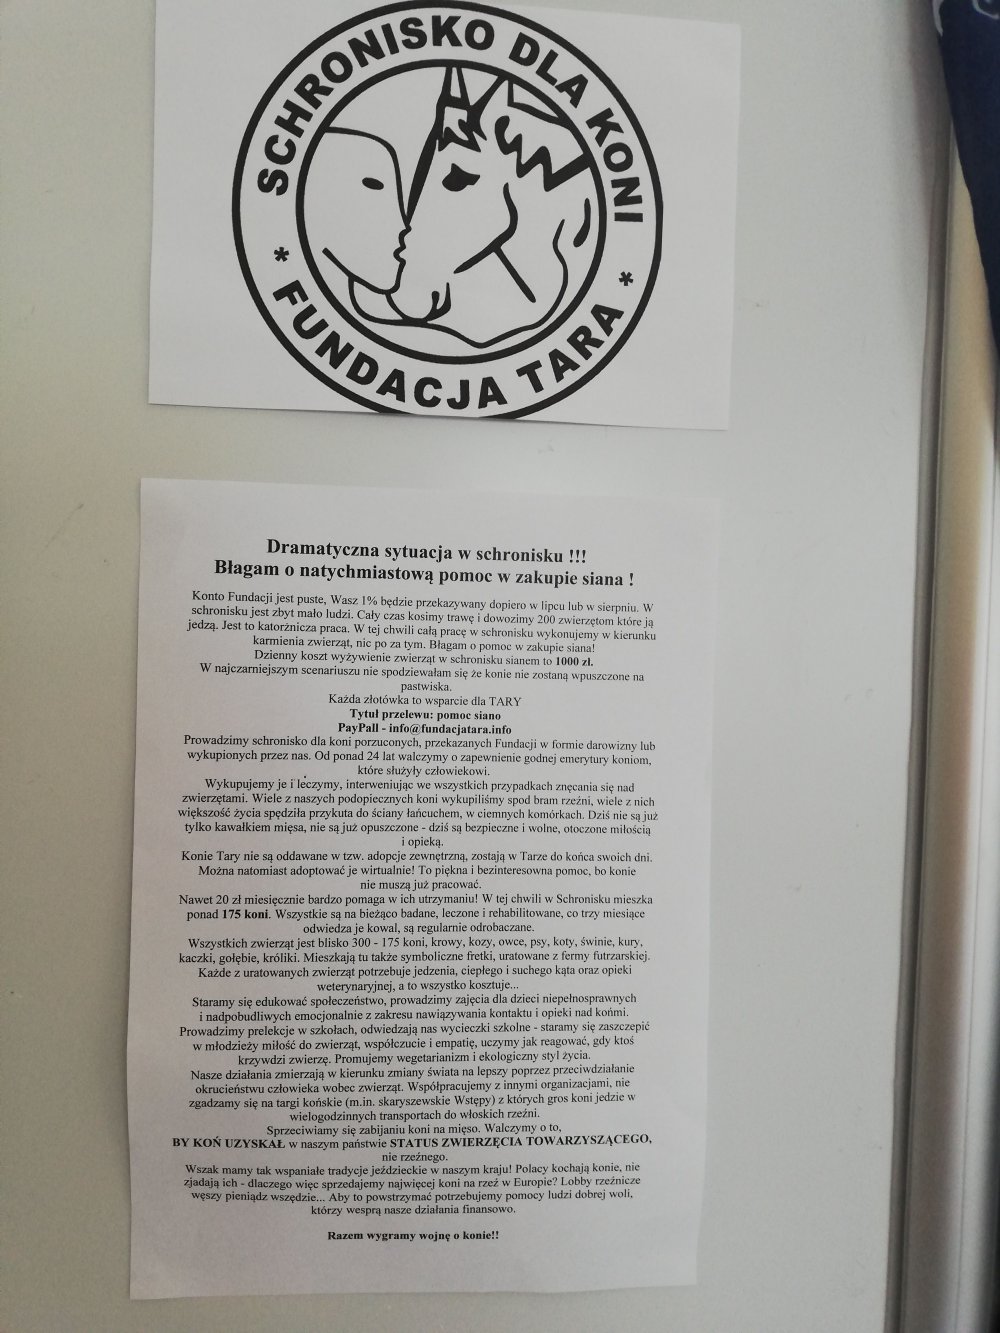 SCHRONISKO DLA KONI
* FUNDACJA TARA *
Dramatyczna sytuacja w schronisku !!!
Błagam o natychmiastową pomoc w zakupie siana !
Konto Fundacji jest puste, Wasz 1% będzie przekazywany dopiero w lipcu lub w sierpniu. W
schronisku jest zbyt mało ludzi. Cały czas kosimy trawę i dowozimy 200 zwierzętom które ją
jedzą. Jest to katorżnicza praca. W tej chwili całą pracę w schronisku wykonujemy w kierunku
karmienia zwierząt, nic po za tym. Błagam o pomoc w zakupie siana!
Dzienny koszt wyżywienie zwierząt w schronisku sianem to 1000 zł.
W najczarniejszym scenariuszu nie spodziewałam się że konie nie zostaną wpuszczone na
pastwiska.
Każda złotówka to wsparcie dla TARY
Tytuł przelewu: pomoc siano
PayPall - info@fundacjatara.info
Prowadzimy schronisko dla koni porzuconych, przekazanych Fundacji w formie darowizny lub
wykupionych przez nas. Od ponad 24 lat walczymy o zapewnienie godnej emerytury koniom,
które służyły człowiekowi.
Wykupujemy je i leczymy, interweniując we wszystkich przypadkach znęcania się nad
zwierzętami. Wiele z naszych podopiecznych koni wykupiliśmy spod bram rzeźni, wiele z nich
większość życia spędziła przykuta do ściany łańcuchem, w ciemnych komórkach. Dziś nie są już
tylko kawałkiem mięsa, nie są już opuszczone - dziś są bezpieczne i wolne, otoczone miłością
i opieką.
Konie Tary nie są oddawane w tzw. adopcje zewnętrzną, zostają w Tarze do końca swoich dni.
Można natomiast adoptować je wirtualnie! To piękna i bezinteresowna pomoc, bo konie
nie muszą już pracować.
Nawet 20 zł miesięcznie bardzo pomaga w ich utrzymaniu! W tej chwili w Schronisku mieszka
ponad 175 koni. Wszystkie są na bieżąco badane, leczone i rehabilitowane, co trzy miesiące
odwiedza je kowal, są regularnie odrobaczane.
Wszystkich zwierząt jest blisko 300 - 175 koni, krowy, kozy, owce, psy, koty, świnie, kury,
kaczki, gołębie, króliki. Mieszkają tu także symboliczne fretki, uratowane z fermy futrzarskiej.
Każde z uratowanych zwierząt potrzebuje jedzenia, ciepłego i suchego kąta oraz opieki
weterynaryjnej, a to wszystko kosztuje...
Staramy się edukować społeczeństwo, prowadzimy zajęcia dla dzieci niepełnosprawnych
i nadpobudliwych emocjonalnie z zakresu nawiązywania kontaktu i opieki nad końmi.
Prowadzimy prelekcje w szkołach, odwiedzają nas wycieczki szkolne - staramy się zaszczepić
w młodzieży miłość do zwierząt, współczucie i empatię, uczymy jak reagować, gdy ktoś
krzywdzi zwierzę. Promujemy wegetarianizm i ekologiczny styl życia.
Nasze działania zmierzają w kierunku zmiany świata na lepszy poprzez przeciwdziałanie
okrucieństwu człowieka wobec zwierząt. Współpracujemy z innymi organizacjami, nie
zgadzamy się na targi końskie (m.in. skaryszewskie Wstępy) z których gros koni jedzie w
wielogodzinnych transportach do włoskich rzeźni.
Sprzeciwiamy się zabijaniu koni na mięso. Walczymy o to,
BY KOŃ UZYSKAŁ w naszym państwie STATUS ZWIERZĘCIA TOWARZYSZĄCEGO,
nie rzeźnego.
Wszak mamy tak wspaniałe tradycje jeździeckie w naszym kraju! Polacy kochają konie, nie
zjadają ich - dlaczego więc sprzedajemy najwięcej koni na rzeź w Europie? Lobby rzeźnicze
węszy pieniądz wszędzie... Aby to powstrzymać potrzebujemy pomocy ludzi dobrej woli,
którzy wesprą nasze działania finansowo.
Razem wygramy wojnę o konie!!